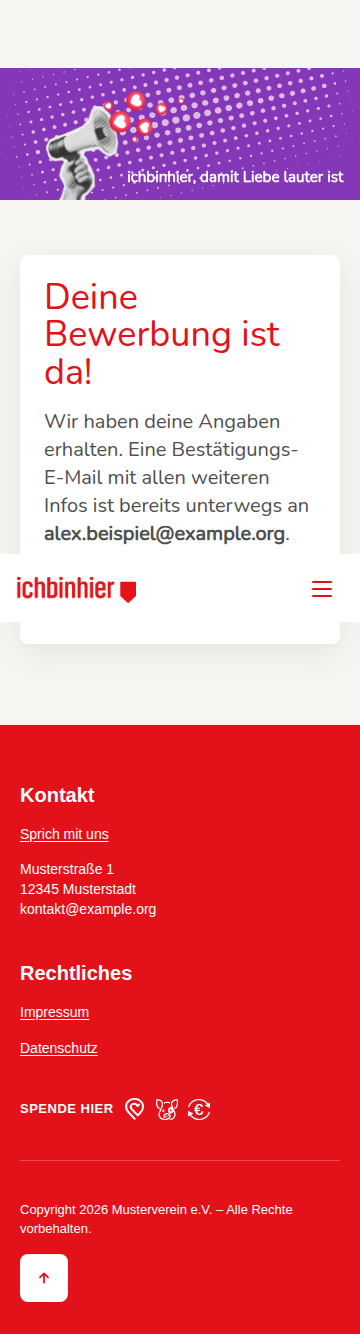 ichbinhier, damit Liebe lauter ist
Deine
Bewerbung ist
da!
Wir haben deine Angaben
erhalten. Eine Bestätigungs-
E-Mail mit allen weiteren
Infos ist bereits unterwegs an
alex.beispiel@example.org.
ichbinhier
Kontakt
Sprich mit uns
Musterstraße 1
12345 Musterstadt
kontakt@example.org
Rechtliches
Impressum
Datenschutz
SPENDE HIER
Copyright 2026 Musterverein e.V. – Alle Rechte
vorbehalten.